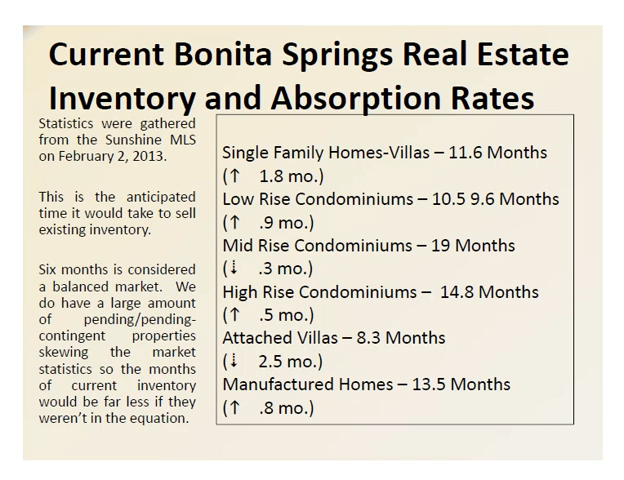 Current Bonita Springs Real Estate
Inventory and Absorption Rates
Statistics were gathered
from the Sunshine MLS
on February 2, 2013.
This is the anticipated
time it would take to sell
existing inventory.
Six months is considered
a balanced market. We
do have a large amount
of pending/pending-
contingent properties
skewing the market
statistics so the months
of current inventory
would be far less if they
weren't in the equation.
Single Family Homes-Villas – 11.6 Months
(↑ 1.8 mo.)
Low Rise Condominiums – 10.5 9.6 Months
(↑ .9 mo.)
Mid Rise Condominiums – 19 Months
(↓ .3 mo.)
High Rise Condominiums – 14.8 Months
(↑ .5 mo.)
Attached Villas – 8.3 Months
(↓ 2.5 mo.)
Manufactured Homes – 13.5 Months
(↑ .8 mo.)